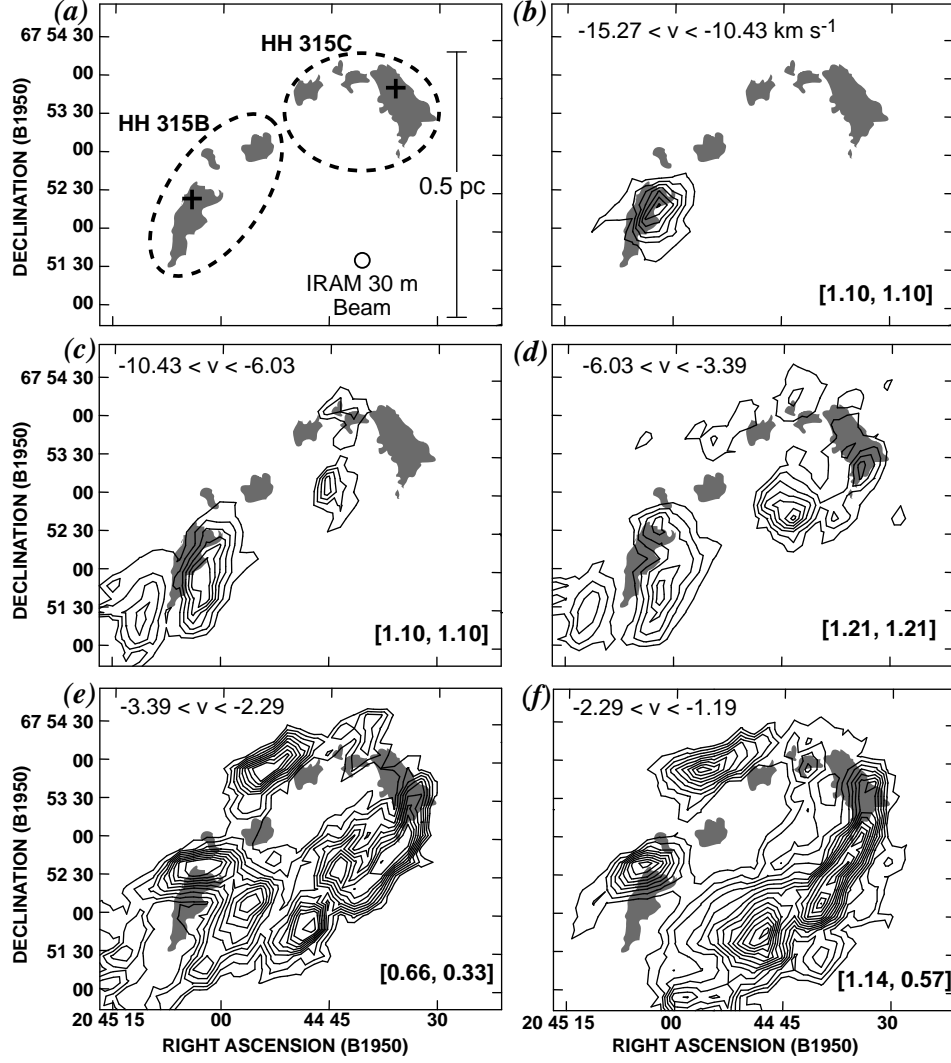 (a)
67 54 30
00
53 30
00
52 30
00
51 30
00
DECLINATION (B1950)
HH 315C
HH 315B
0.5 pc
IRAM 30 m
Beam
(b)
-15.27 < v < -10.43 km s-1
[1.10, 1.10]
(c)
-10.43 < v < -6.03
67 54 30
00
53 30
00
52 30
00
51 30
00
DECLINATION (B1950)
[1.10, 1.10]
(d)
-6.03 < v < -3.39
[1.21, 1.21]
(e)
-3.39 < v < -2.29
67 54 30
00
53 30
00
52 30
00
51 30
00
DECLINATION (B1950)
[0.66, 0.33]
20 45 15
00
44 45
30
RIGHT ASCENSION (B1950)
(f)
-2.29 < v < -1.19
[1.14, 0.57]
20 45 15
00
44 45
30
RIGHT ASCENSION (B1950)